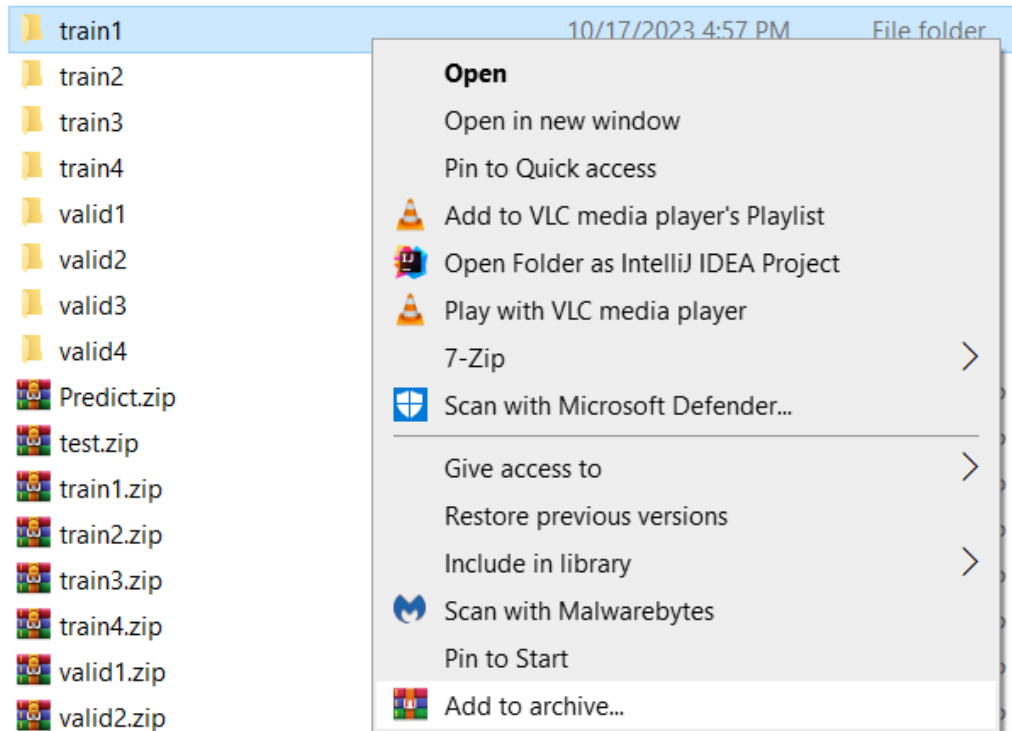 train1 10/17/2023 4:57 PM File folder
train2
train3
train4
valid1
valid2
valid3
valid4
Predict.zip
test.zip
train1.zip
train2.zip
train3.zip
train4.zip
valid1.zip
valid2.zip
Open
Open in new window
Pin to Quick access
Add to VLC media player's Playlist
Open Folder as IntelliJ IDEA Project
Play with VLC media player
7-Zip
Scan with Microsoft Defender...
Give access to
Restore previous versions
Include in library
Scan with Malwarebytes
Pin to Start
Add to archive...